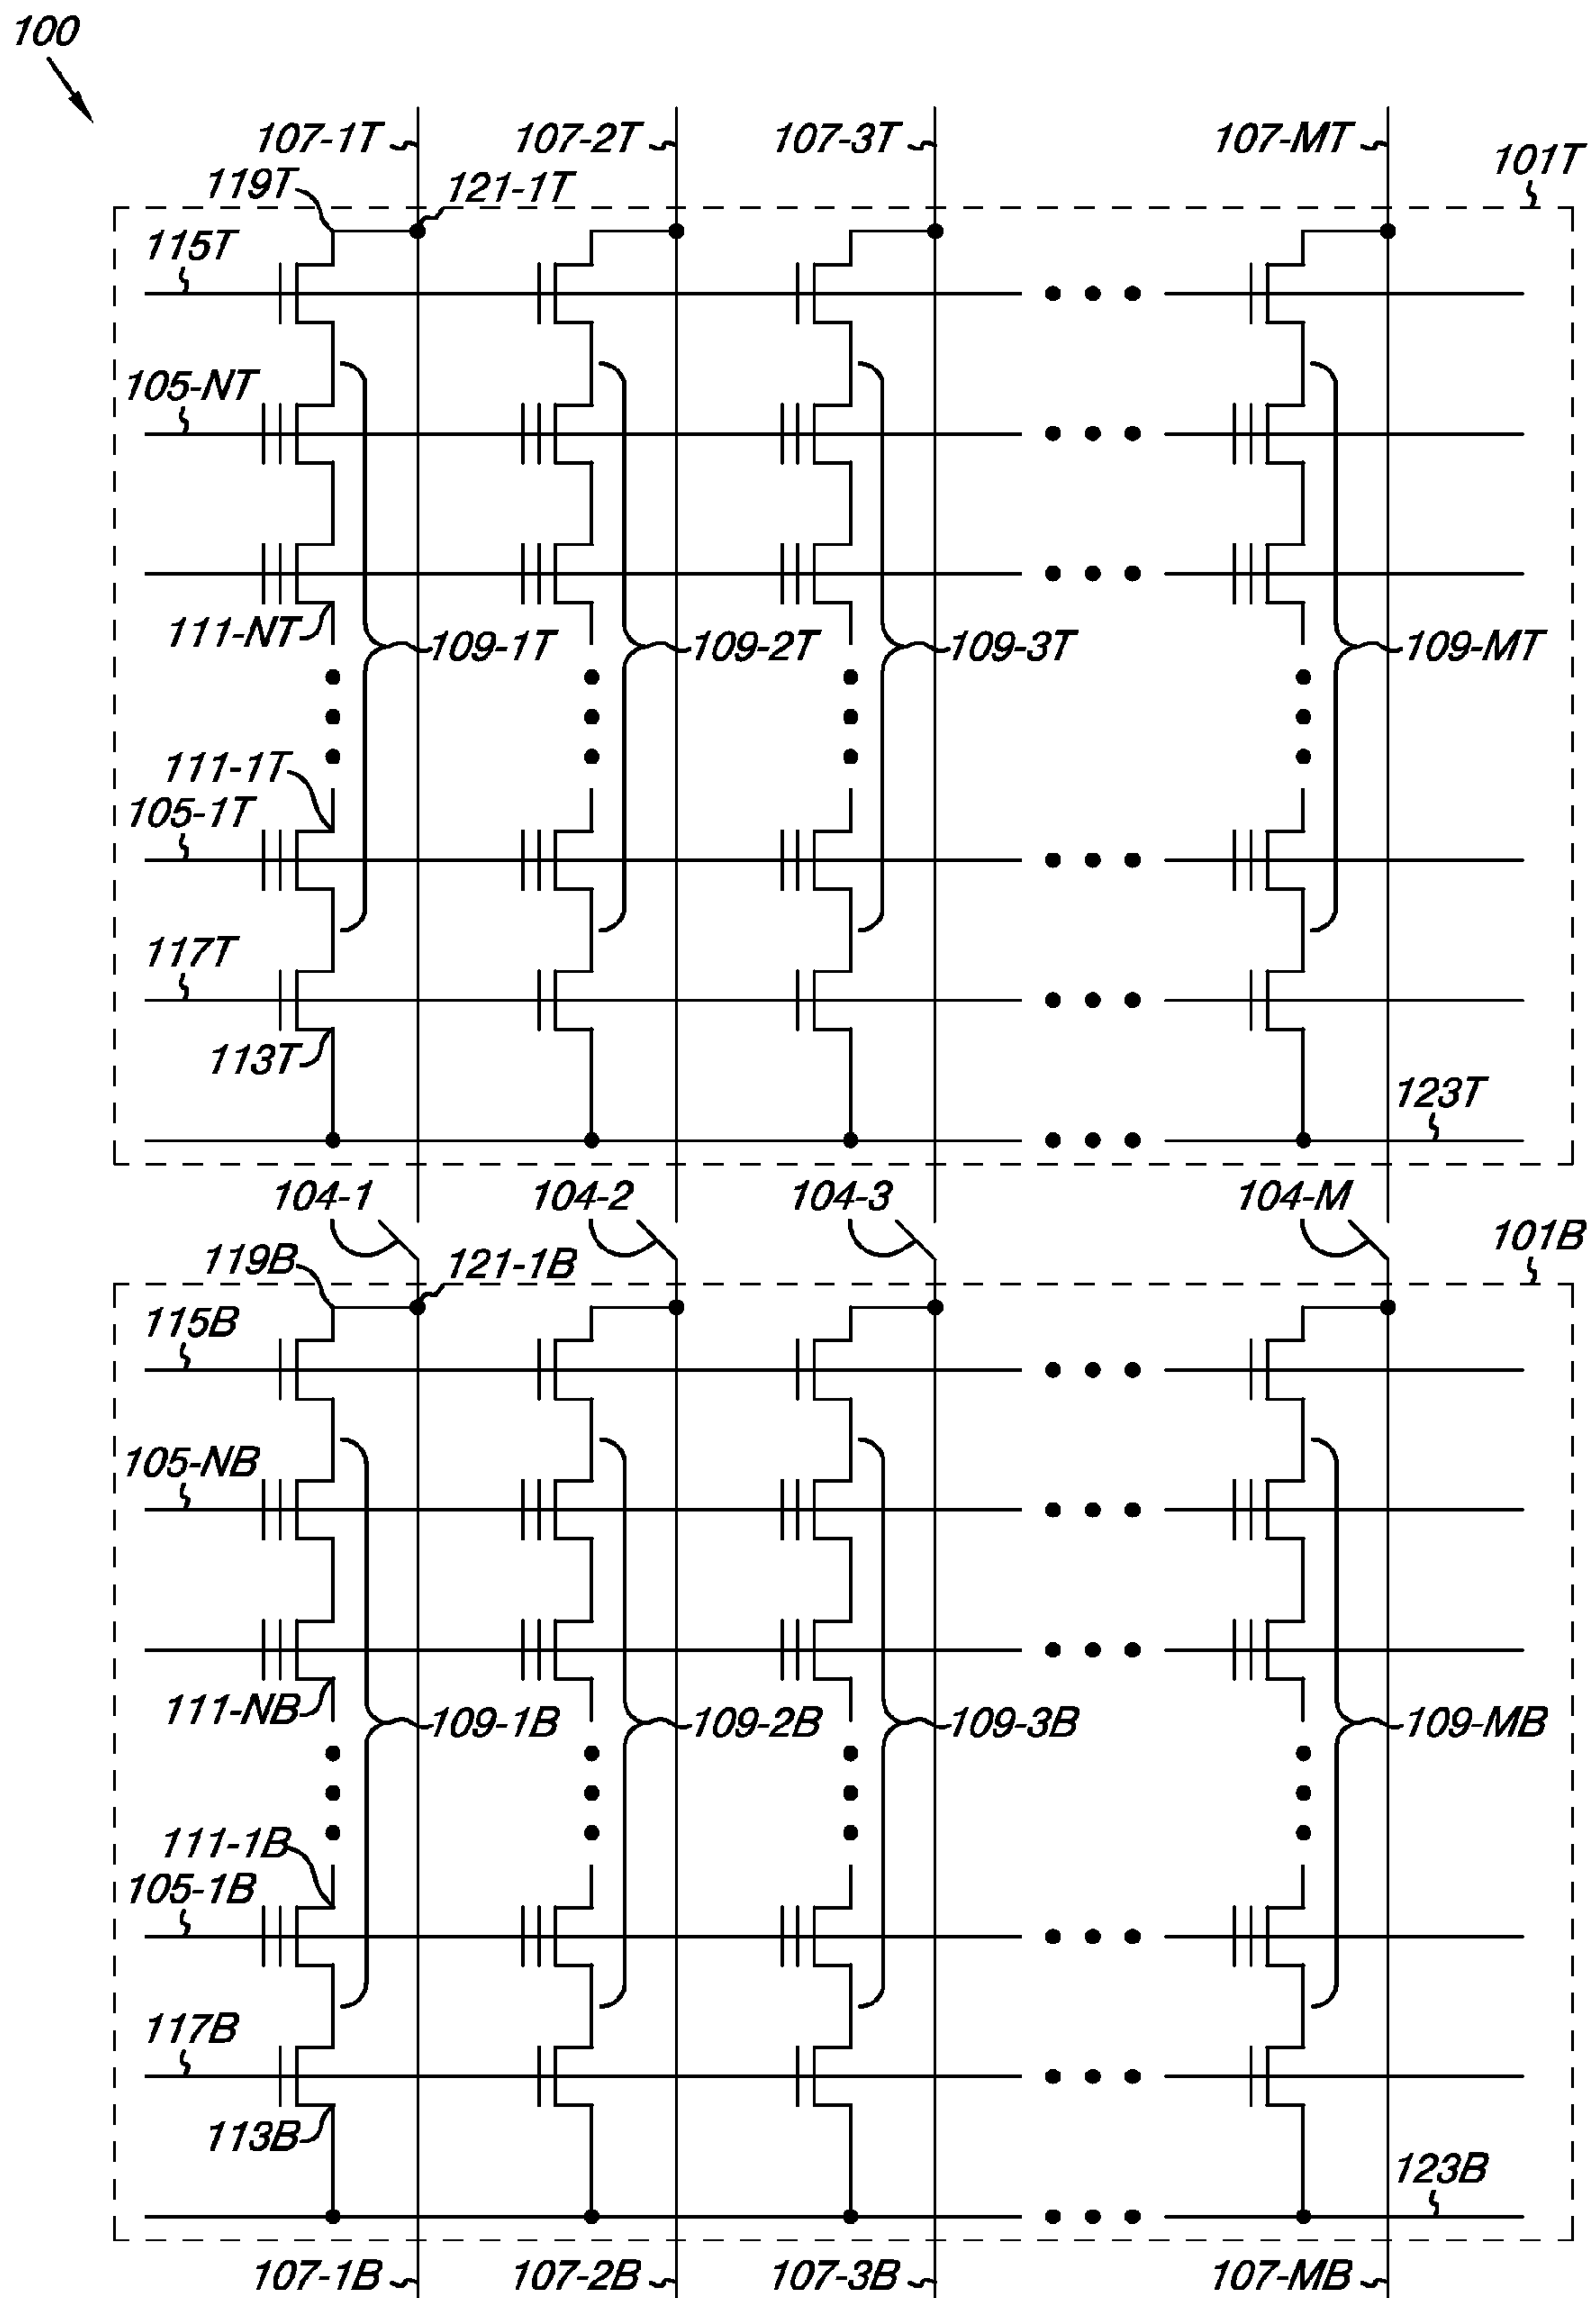 100
107-1T 107-2T 107-3T 107-MT
101T
119T 121-1T
115T
105-NT
111-NT 109-1T 109-2T 109-3T 109-MT
111-1T
105-1T
117T
113T
123T
104-1 104-2 104-3 104-M
101B
119B 121-1B
115B
105-NB
111-NB 109-1B 109-2B 109-3B 109-MB
111-1B
105-1B
117B
113B
123B
107-1B 107-2B 107-3B 107-MB